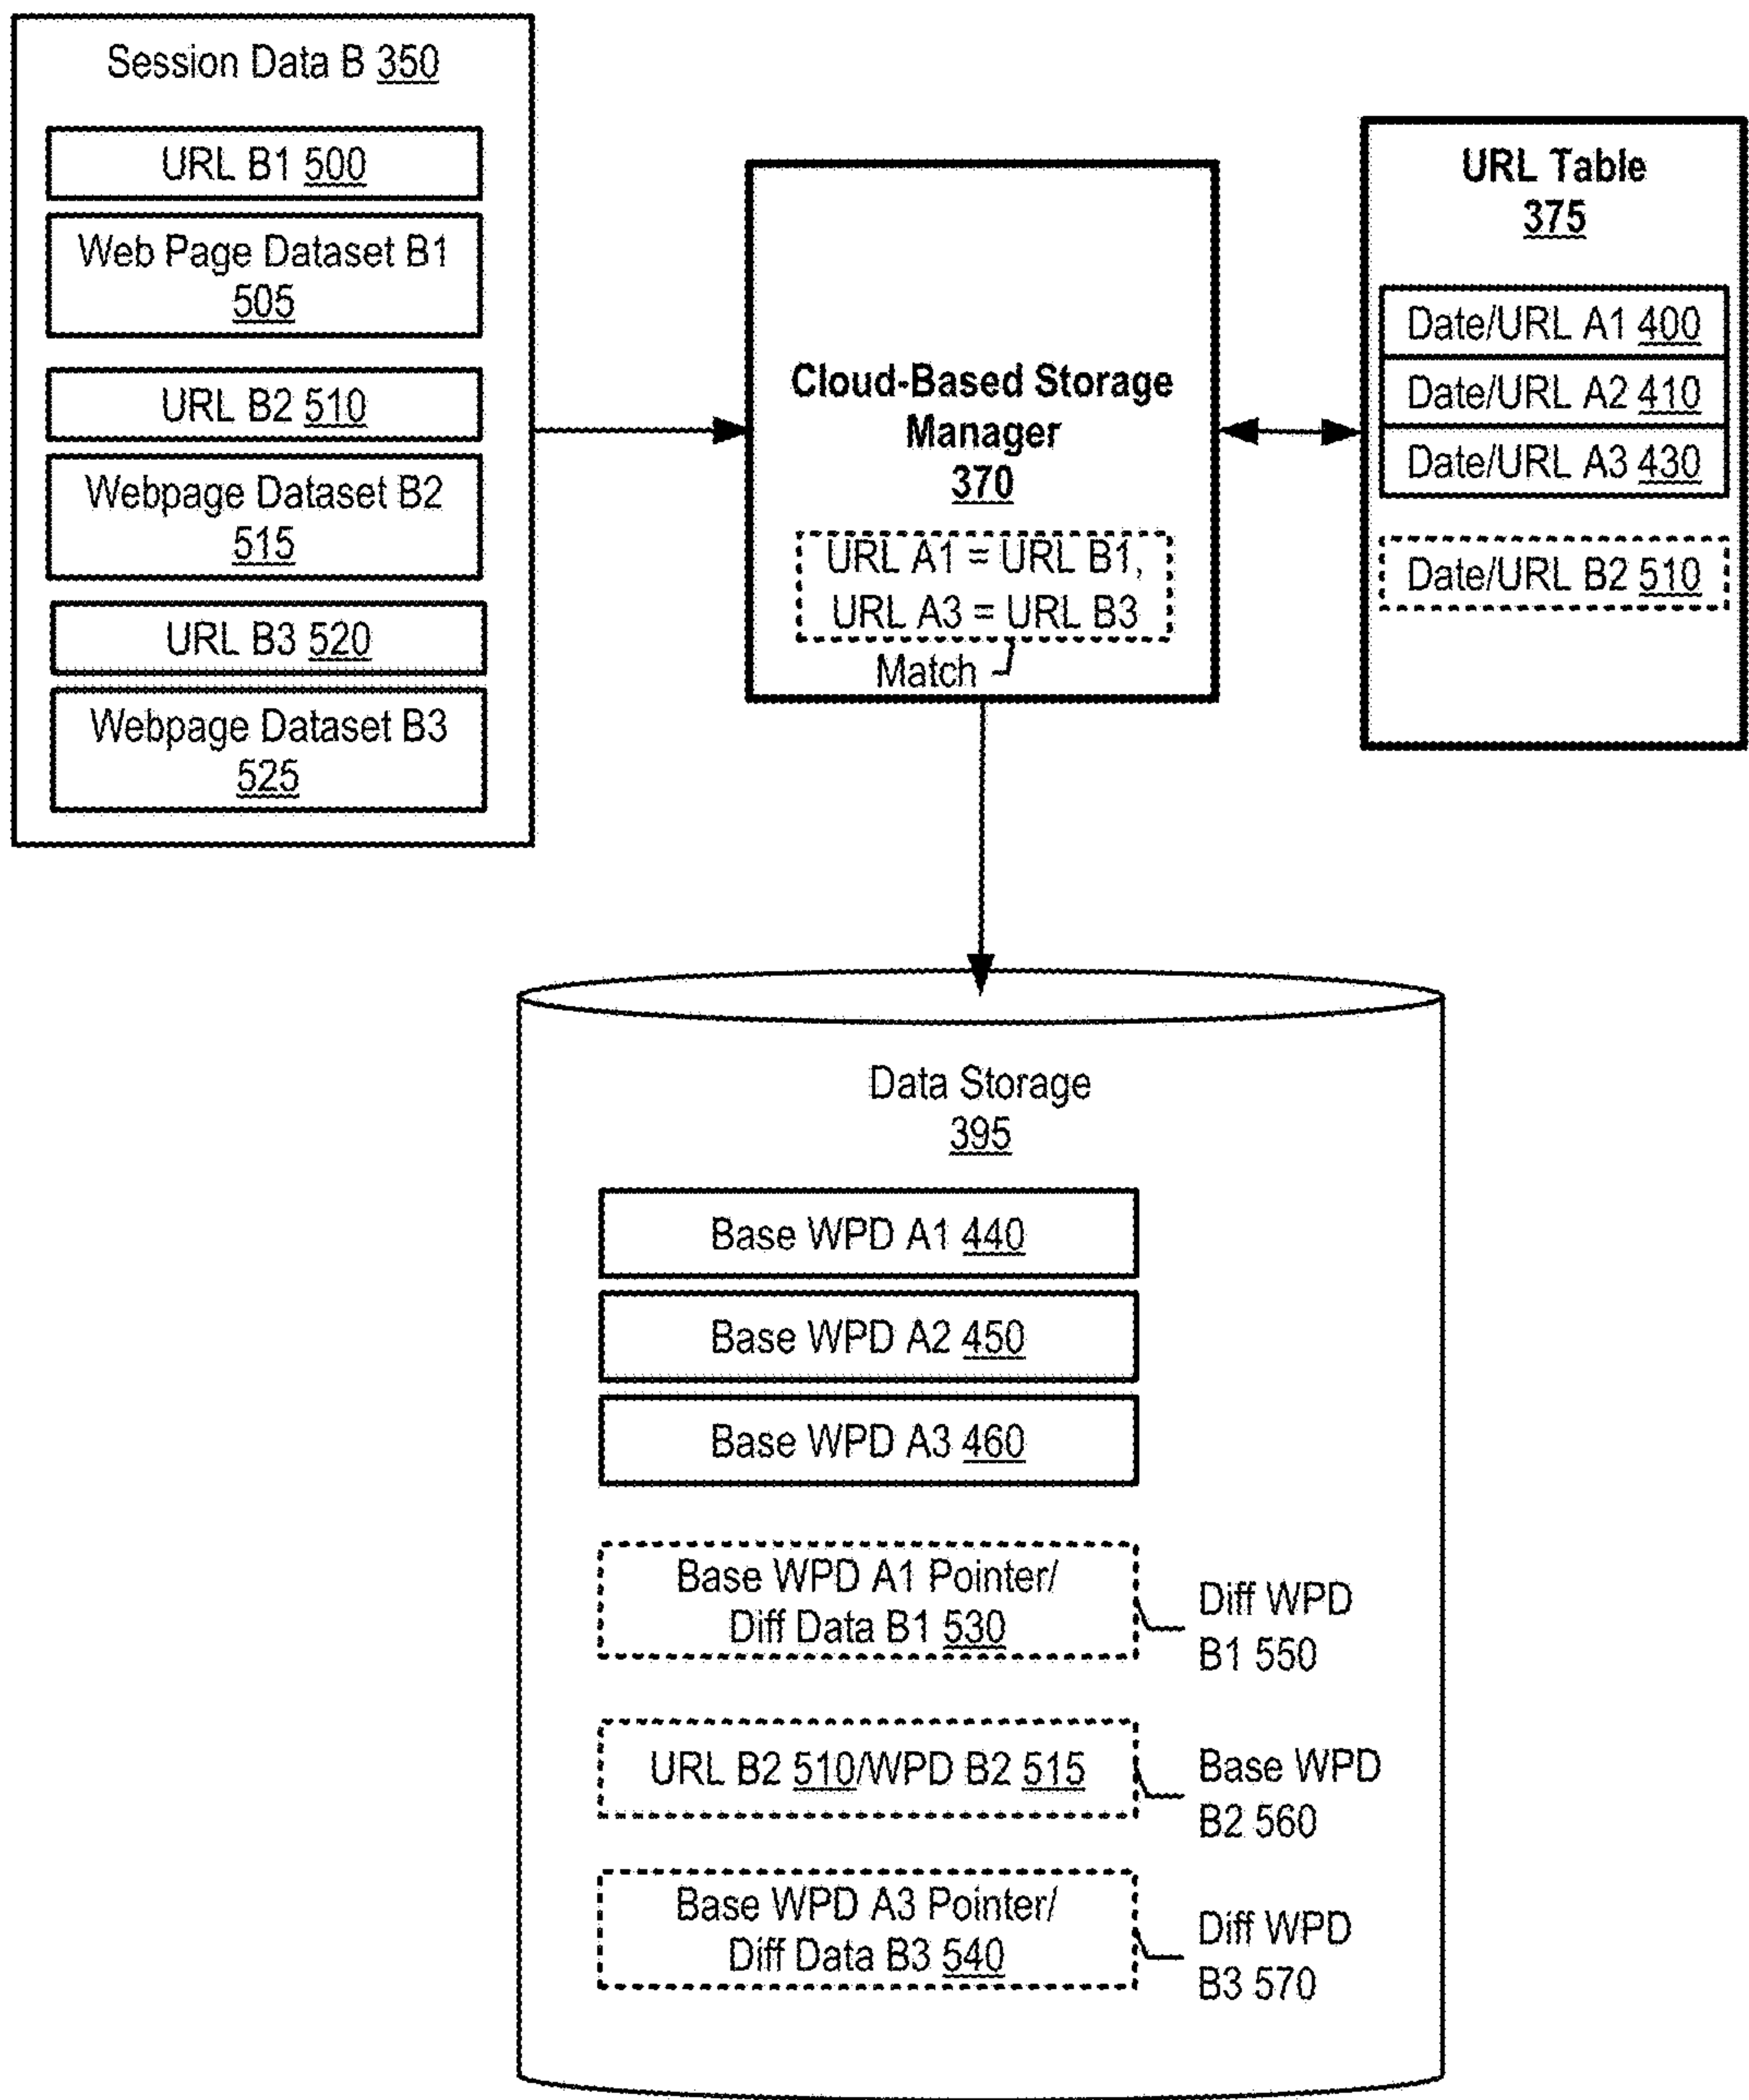 Session Data B 350
URL B1 500
Web Page Dataset B1
505
URL B2 510
Webpage Dataset B2
515
URL B3 520
Webpage Dataset B3
525
Cloud-Based Storage
Manager
370
URL A1 = URL B1,
URL A3 = URL B3
Match
URL Table
375
Date/URL A1 400
Date/URL A2 410
Date/URL A3 430
Date/URL B2 510
Data Storage
395
Base WPD A1 440
Base WPD A2 450
Base WPD A3 460
Base WPD A1 Pointer/
Diff Data B1 530
Diff WPD
B1 550
URL B2 510/WPD B2 515
Base WPD
B2 560
Base WPD A3 Pointer/
Diff Data B3 540
Diff WPD
B3 570